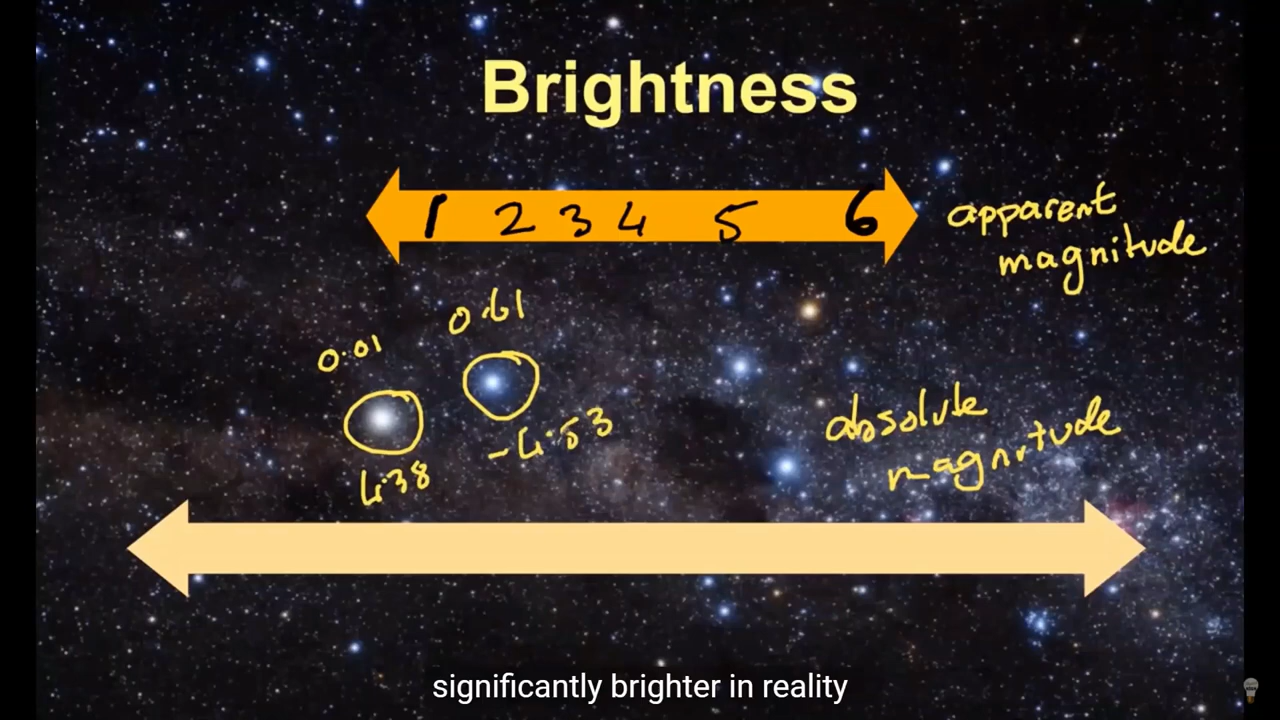 Brightness
1 2 3 4 5 6
apparent
magnitude
0.61
0.01
-4.53
4.38
absolute
magnitude
significantly brighter in reality